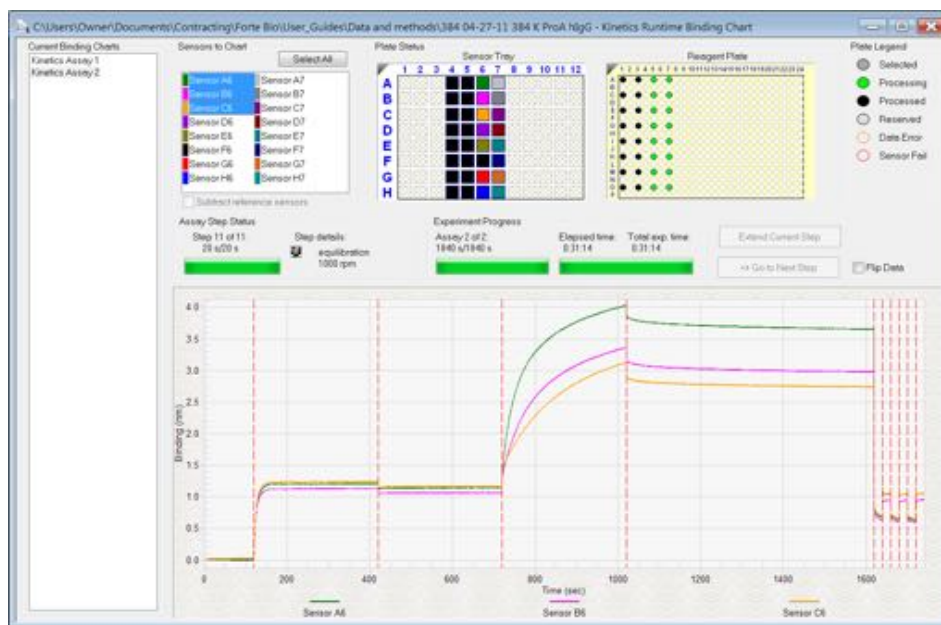 C:\Users\Owner\Documents\Contracting\Forte Bio\User_Guides\Data and methods\384 04-27-11 384 K ProA hIgG - Kinetics Runtime Binding Chart
Current Binding Charts
Kinetics Assay 1
Kinetics Assay 2
Sensors to Chart
Select All
Sensor A6 Sensor A7
Sensor B6 Sensor B7
Sensor C6 Sensor C7
Sensor D6 Sensor D7
Sensor E6 Sensor E7
Sensor F6 Sensor F7
Sensor G6 Sensor G7
Sensor H6 Sensor H7
Subtract reference sensors
Plate Status
Sensor Tray
1 2 3 4 5 6 7 8 9 10 11 12
A
B
C
D
E
F
G
H
Reagent Plate
Plate Legend
Selected
Processing
Processed
Reserved
Data Error
Sensor Fail
Assay Step Status
Step 11 of 11
20 s/20 s
Step details:
equilibration
1000 rpm
Experiment Progress
Assay 2 of 2:
1840 s/1840 s
Elapsed time: Total exp. time:
0:31:14 0:31:14
Extend Current Step
>> Go to Next Step
Flip Data
Binding (nm)
4.0
3.5
3.0
2.5
2.0
1.5
1.0
0.5
0.0
0 200 400 600 800 1000 1200 1400 1600
Time (sec)
Sensor A6 Sensor B6 Sensor C6